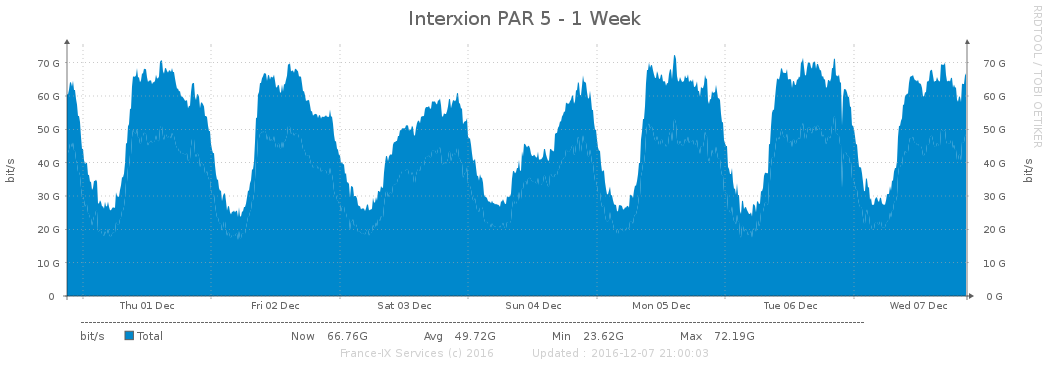 Interxion PAR 5 - 1 Week
RRDTOOL / TOBI OETIKER
bit/s
70 G 70 G
60 G 60 G
50 G 50 G
40 G 40 G
30 G 30 G
20 G 20 G
10 G 10 G
0 0 G
bit/s
Thu 01 Dec Fri 02 Dec Sat 03 Dec Sun 04 Dec Mon 05 Dec Tue 06 Dec Wed 07 Dec
bit/s Total Now 66.76G Avg 49.72G Min 23.62G Max 72.19G
France-IX Services (c) 2016 Updated : 2016-12-07 21:00:03